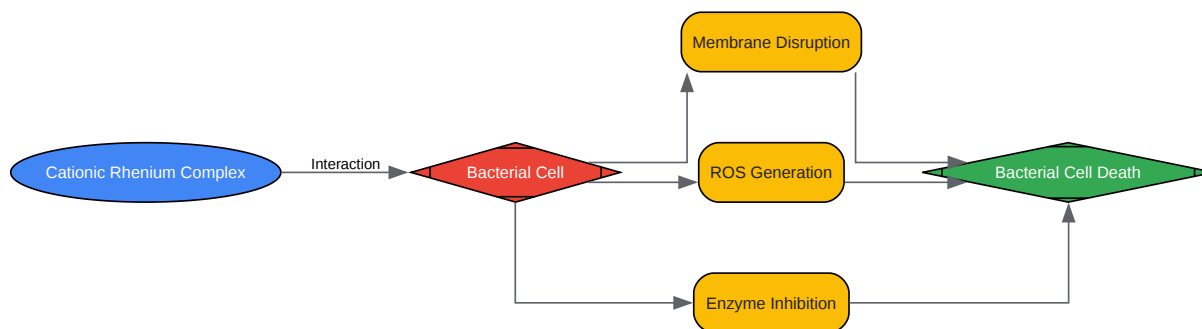 Membrane Disruption
Cationic Rhenium Complex
Interaction
Bacterial Cell
ROS Generation
Bacterial Cell Death
Enzyme Inhibition